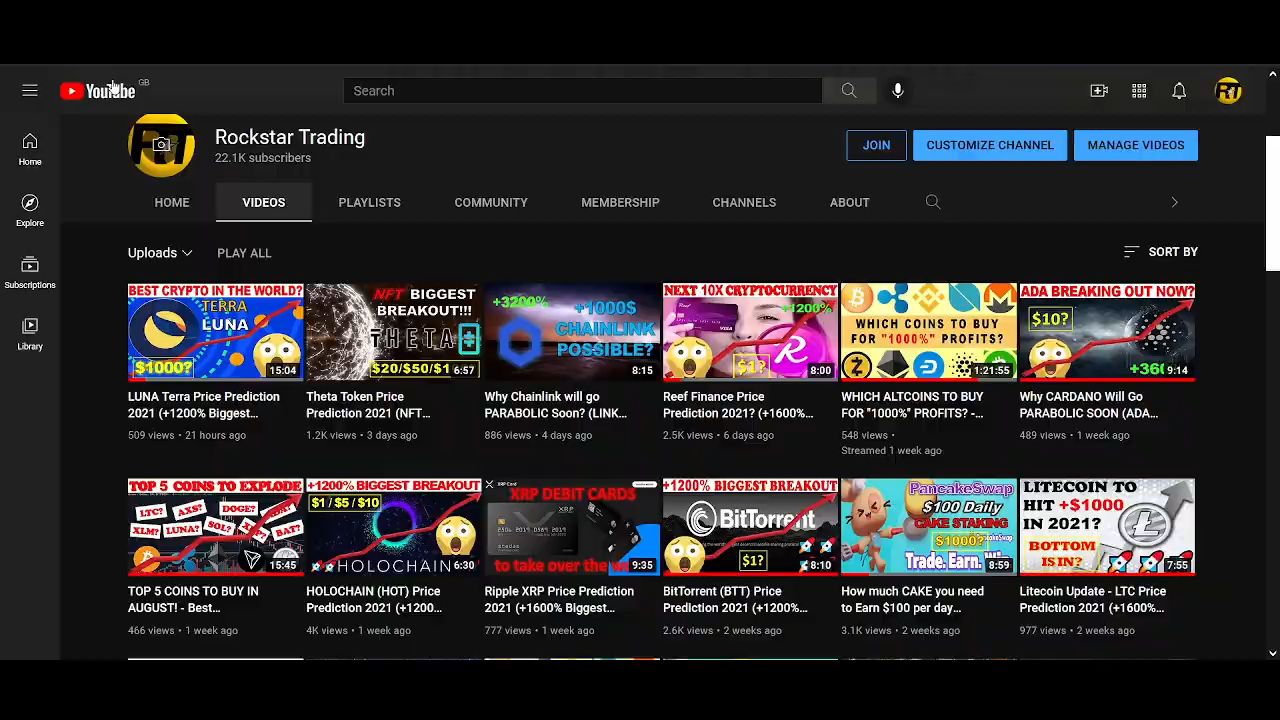 YouTube GB
Search
Rockstar Trading
22.1K subscribers
JOIN
CUSTOMIZE CHANNEL
MANAGE VIDEOS
Home
Explore
Subscriptions
Library
HOME
VIDEOS
PLAYLISTS
COMMUNITY
MEMBERSHIP
CHANNELS
ABOUT
Uploads
PLAY ALL
SORT BY
BEST CRYPTO IN THE WORLD?
TERRA
LUNA
$1000?
15:04
NFT BIGGEST
BREAKOUT!!!
THETA
$20/$50/$1
6:57
+3200%
+1000$
CHAINLINK
POSSIBLE?
8:15
NEXT 10X CRYPTOCURRENCY
+1200%
Reef
VISA
$1?
8:00
WHICH COINS TO BUY
FOR "1000%" PROFITS?
1:21:55
ADA BREAKING OUT NOW?
$10?
+360
9:14
LUNA Terra Price Prediction
2021 (+1200% Biggest...
509 views • 21 hours ago
Theta Token Price
Prediction 2021 (NFT...
1.2K views • 3 days ago
Why Chainlink will go
PARABOLIC Soon? (LINK...
886 views • 4 days ago
Reef Finance Price
Prediction 2021? (+1600%...
2.5K views • 6 days ago
WHICH ALTCOINS TO BUY
FOR "1000%" PROFITS? -...
548 views •
Streamed 1 week ago
Why CARDANO Will Go
PARABOLIC SOON (ADA...
489 views • 1 week ago
TOP 5 COINS TO EXPLODE
LTC? AXS? DOGE?
XLM? LUNA? SOL?
BAT?
15:45
+1200% BIGGEST BREAKOUT
$1 / $5 / $10
HOLOCHAIN
6:30
XRP Card
XRP DEBIT CARDS
XRP
to take over the
9:35
+1200% BIGGEST BREAKOUT
BitTorrent
$1?
8:10
PancakeSwap
$100 Daily
CAKE STAKING
$1000?
Trade. Earn.
8:59
LITECOIN TO
HIT +$1000
IN 2021?
BOTTOM
IS IN?
7:55
TOP 5 COINS TO BUY IN
AUGUST! - Best...
466 views • 1 week ago
HOLOCHAIN (HOT) Price
Prediction 2021 (+1200...
4K views • 1 week ago
Ripple XRP Price Prediction
2021 (+1600% Biggest...
777 views • 1 week ago
BitTorrent (BTT) Price
Prediction 2021 (+1200%...
2.6K views • 2 weeks ago
How much CAKE you need
to Earn $100 per day...
3.1K views • 2 weeks ago
Litecoin Update - LTC Price
Prediction 2021 (+1600%...
977 views • 2 weeks ago